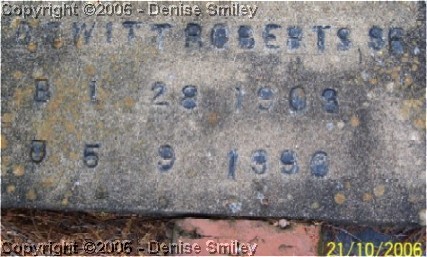 Copyright ©2006 - Denise Smiley
DEWITT ROBERTS, SR
B 1 28 1903
D 5 9 1990
Copyright ©2006 - Denise Smiley
21/10/2006